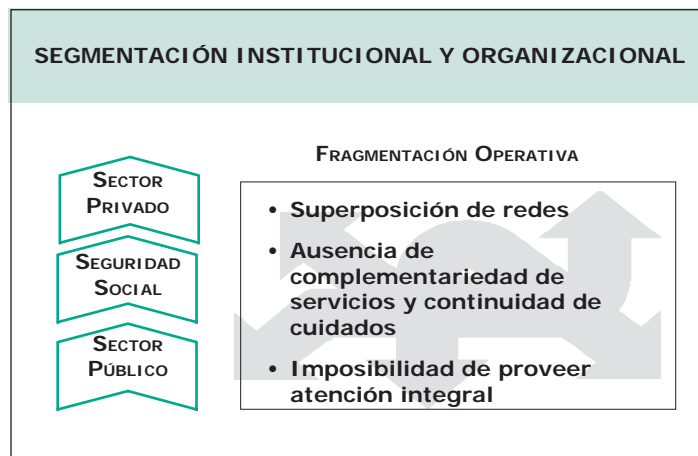 SEGMENTACIÓN INSTITUCIONAL Y ORGANIZACIONAL
SECTOR
PRIVADO
SEGURIDAD
SOCIAL
SECTOR
PÚBLICO
FRAGMENTACIÓN OPERATIVA
• Superposición de redes
• Ausencia de
complementariedad de
servicios y continuidad de
cuidados
• Imposibilidad de proveer
atención integral